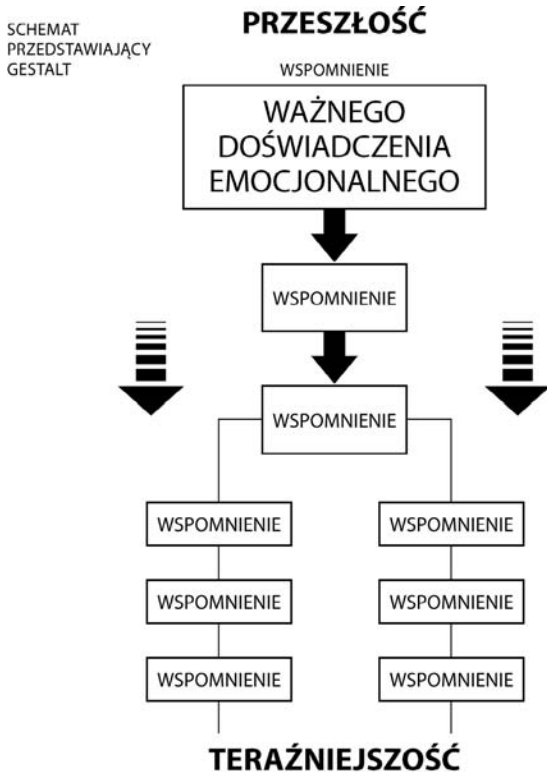 SCHEMAT
PRZEDSTAWIAJĄCY
GESTALT
PRZESZŁOŚĆ
WSPOMNIENIE
WAŻNEGO
DOŚWIADCZENIA
EMOCJONALNEGO
WSPOMNIENIE
WSPOMNIENIE
WSPOMNIENIE
WSPOMNIENIE
WSPOMNIENIE
WSPOMNIENIE
WSPOMNIENIE
WSPOMNIENIE
TERAŹNIEJSZOŚĆ